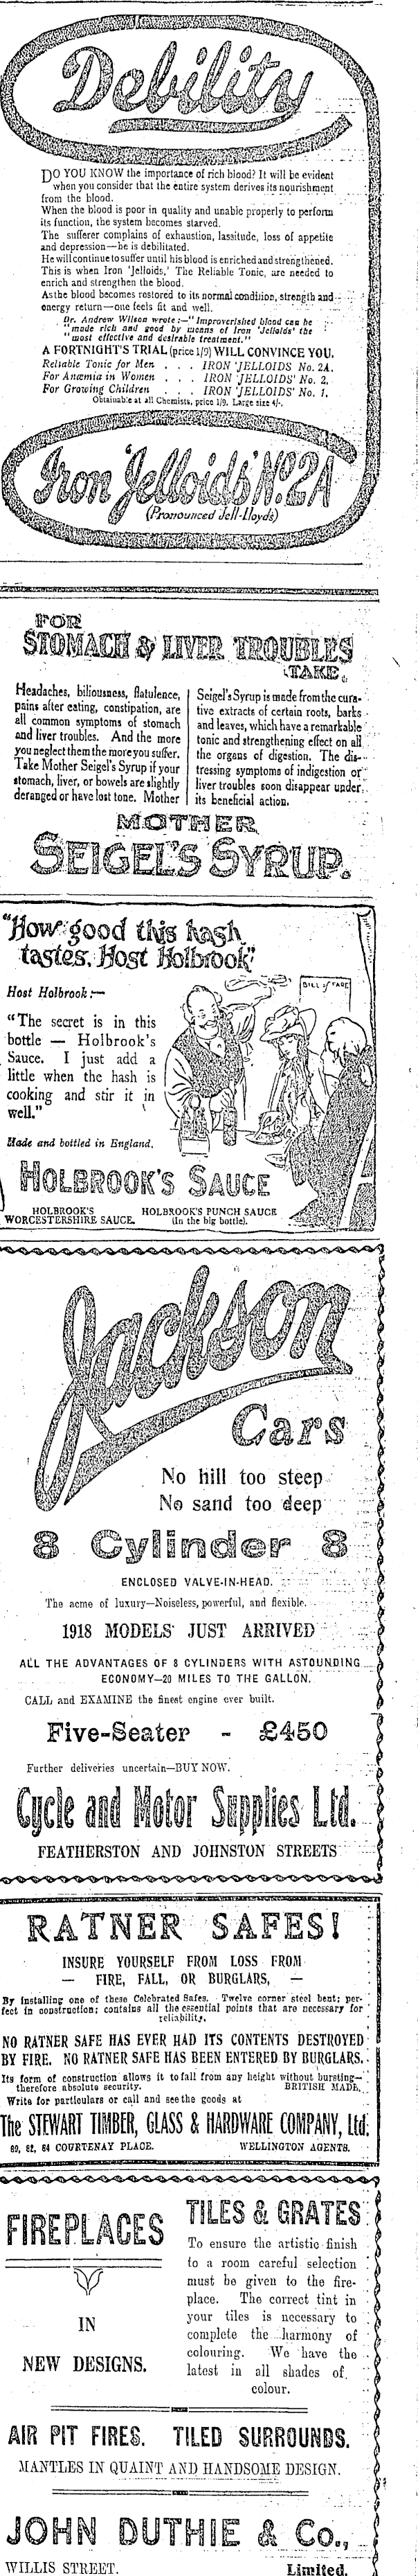 Debility
DO YOU KNOW the importance of rich blood? It will be evident
when you consider that the entire system derives its nourishment
from the blood.
When the blood is poor in quality and unable properly to perform
its function, the system becomes starved.
The sufferer complains of exhaustion, lassitude, loss of appetite
and depression—he is debilitated.
He will continue to suffer until his blood is enriched and strengthened.
This is when Iron 'Jelloids,' The Reliable Tonic, are needed to
enrich and strengthen the blood.
As the blood becomes restored to its normal condition, strength and
energy return—one feels fit and well.
Dr. Andrew Wilson wrote:—"Impoverished blood can be
"made rich and good by means of Iron 'Jelloids' the
"most effective and desirable treatment."
A FORTNIGHT'S TRIAL (price 1/9) WILL CONVINCE YOU.
Reliable Tonic for Men . . . IRON 'JELLOIDS' No. 2A.
For Anæmia in Women . . . IRON 'JELLOIDS' No. 2.
For Growing Children . . . IRON 'JELLOIDS' No. 1.
Obtainable at all Chemists, price 1/9. Large size 4/-.
Iron 'Jelloids' No. 2A
(Pronounced Jell-Lloyds)
FOR
STOMACH & LIVER TROUBLES
TAKE
Headaches, biliousness, flatulence,
pains after eating, constipation, are
all common symptoms of stomach
and liver troubles. And the more
you neglect them the more you suffer.
Take Mother Seigel's Syrup if your
stomach, liver, or bowels are slightly
deranged or have lost tone. Mother
Seigel's Syrup is made from the cura-
tive extracts of certain roots, barks
and leaves, which have a remarkable
tonic and strengthening effect on all
the organs of digestion. The dis-
tressing symptoms of indigestion or
liver troubles soon disappear under
its beneficial action.
MOTHER
SEIGEL'S SYRUP.
"How good this hash
tastes, Host Holbrook"
BILL of FARE
Host Holbrook:—
"The secret is in this
bottle — Holbrook's
Sauce. I just add a
little when the hash is
cooking and stir it in
well."
Made and bottled in England.
HOLBROOK'S SAUCE
HOLBROOK'S
WORCESTERSHIRE SAUCE.
HOLBROOK'S PUNCH SAUCE
(in the big bottle).
Jackson
Cars
No hill too steep
No sand too deep
8 Cylinder 8
ENCLOSED VALVE-IN-HEAD.
The acme of luxury—Noiseless, powerful, and flexible.
1918 MODELS JUST ARRIVED
ALL THE ADVANTAGES OF 8 CYLINDERS WITH ASTOUNDING
ECONOMY—20 MILES TO THE GALLON.
CALL and EXAMINE the finest engine ever built.
Five-Seater - £450
Further deliveries uncertain—BUY NOW.
Cycle and Motor Supplies Ltd.
FEATHERSTON AND JOHNSTON STREETS
RATNER SAFES!
INSURE YOURSELF FROM LOSS FROM
— FIRE, FALL, OR BURGLARS, —
By installing one of these Celebrated Safes. Twelve corner steel bent; per-
fect in construction; contains all the essential points that are necessary for
reliability.
NO RATNER SAFE HAS EVER HAD ITS CONTENTS DESTROYED
BY FIRE. NO RATNER SAFE HAS BEEN ENTERED BY BURGLARS.
Its form of construction allows it to fall from any height without bursting—
therefore absolute security. BRITISH MADE.
Write for particulars or call and see the goods at
The STEWART TIMBER, GLASS & HARDWARE COMPANY, Ltd.
80, 82, 84 COURTENAY PLACE. WELLINGTON AGENTS.
FIREPLACES
IN
NEW DESIGNS.
TILES & GRATES
To ensure the artistic finish
to a room careful selection
must be given to the fire-
place. The correct tint in
your tiles is necessary to
complete the harmony of
colouring. We have the
latest in all shades of
colour.
AIR PIT FIRES. TILED SURROUNDS.
MANTLES IN QUAINT AND HANDSOME DESIGN.
JOHN DUTHIE & Co.,
WILLIS STREET. Limited.